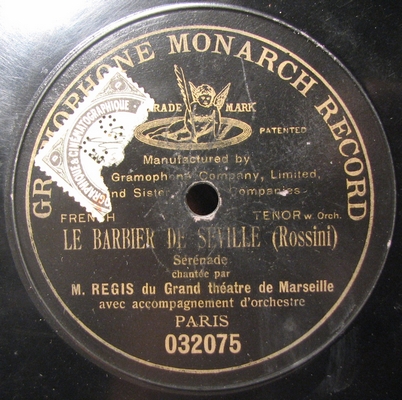 GRAMOPHONE MONARCH RECORD
TRADE MARK
PATENTED
Manufactured by
Gramophone Company, Limited,
and Sister Companies
FRENCH TENOR w. Orch.
LE BARBIER DE SEVILLE (Rossini)
Sérénade
chantée par
M. REGIS du Grand théatre de Marseille
avec accompagnement d'orchestre
PARIS
032075